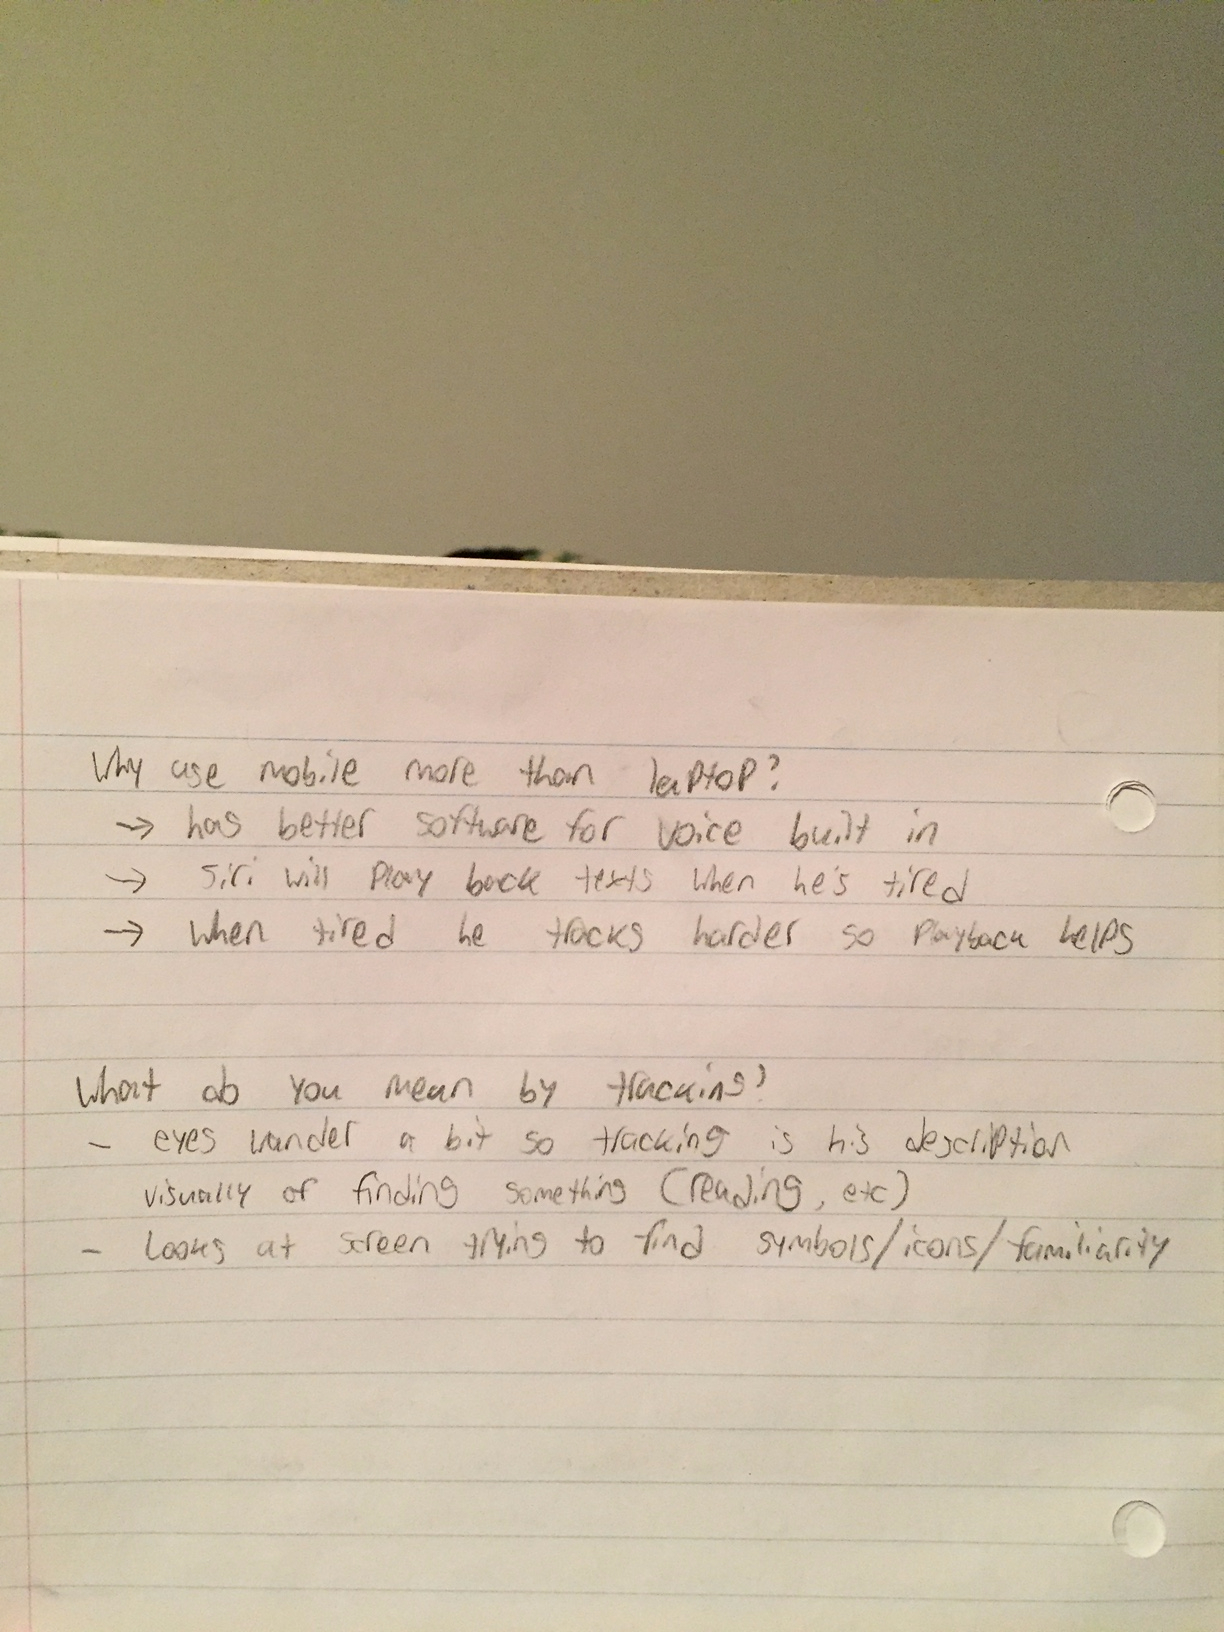 Why use mobile more than laptop?
→ has better software for voice built in
→ Siri will play back texts when he's tired
→ when tired he tracks harder so playback helps
What do you mean by tracking?
- eyes wander a bit so tracking is his description
visually of finding something (reading, etc)
- Looks at screen trying to find symbols/icons/familiarity